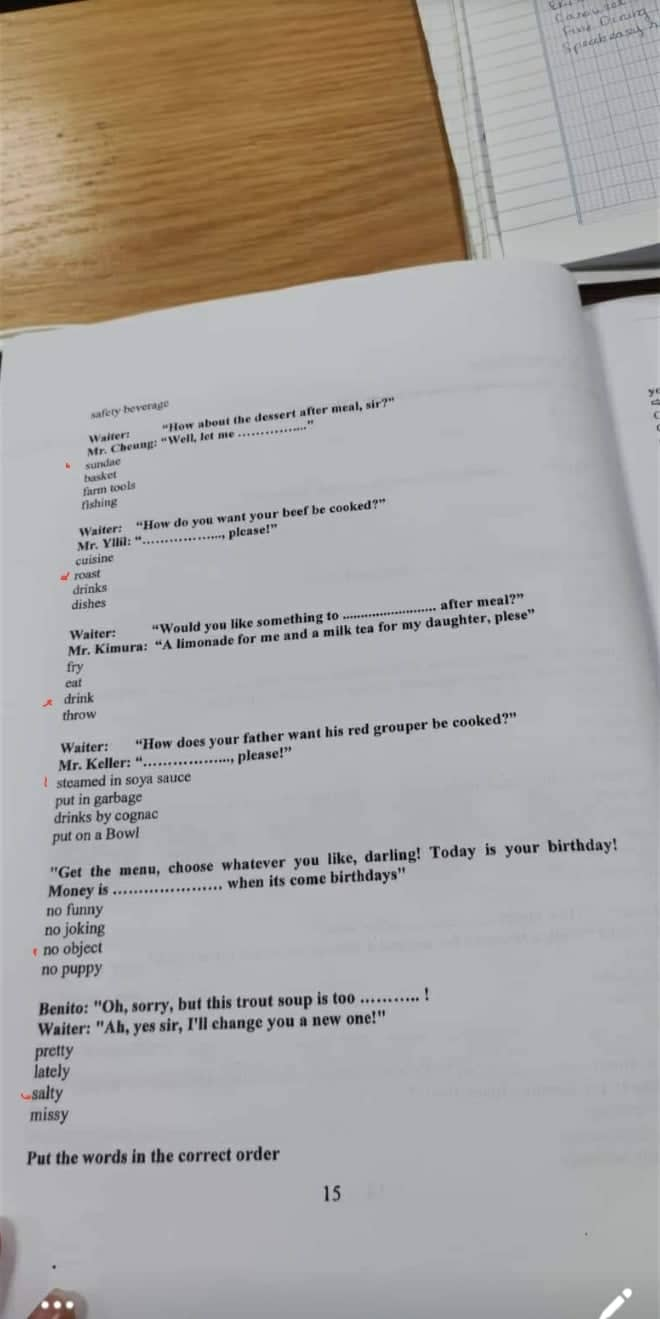 Fine Dining
Speakeasy
safety beverage
Waiter: “How about the dessert after meal, sir?”
Mr. Cheung: “Well, let me ................”
sundae
basket
farm tools
fishing
Waiter: “How do you want your beef be cooked?”
Mr. Yllil: “.................., please!”
cuisine
roast
drinks
dishes
Waiter: “Would you like something to .......................... after meal?”
Mr. Kimura: “A limonade for me and a milk tea for my daughter, plese”
fry
eat
drink
throw
Waiter: “How does your father want his red grouper be cooked?”
Mr. Keller: “.................., please!”
steamed in soya sauce
put in garbage
drinks by cognac
put on a Bowl
"Get the menu, choose whatever you like, darling! Today is your birthday!
Money is ..................... when its come birthdays"
no funny
no joking
no object
no puppy
Benito: "Oh, sorry, but this trout soup is too ........... !
Waiter: "Ah, yes sir, I'll change you a new one!"
pretty
lately
salty
missy
Put the words in the correct order
15